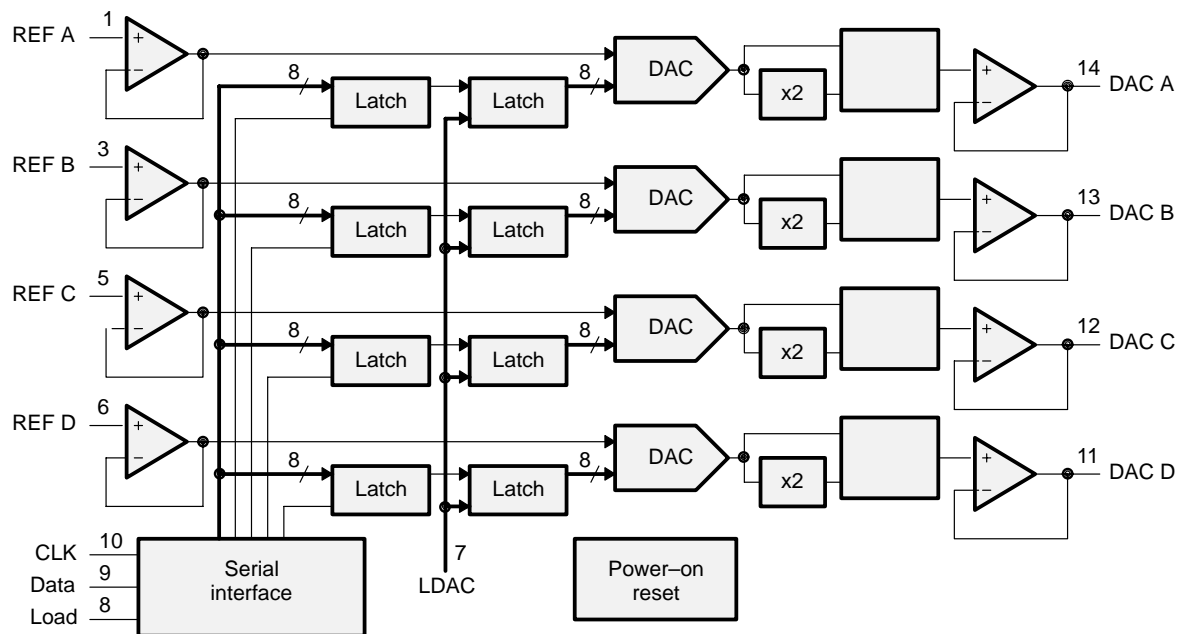 1
REF A
+
−
8
Latch
Latch
8
DAC
x2
+
−
14
DAC A
3
REF B
+
−
8
Latch
Latch
8
DAC
x2
+
−
13
DAC B
5
REF C
+
−
8
Latch
Latch
8
DAC
x2
+
−
12
DAC C
6
REF D
+
−
8
Latch
Latch
8
DAC
x2
+
−
11
DAC D
CLK 10
Data 9
Load 8
Serial
interface
7
LDAC
Power–on
reset